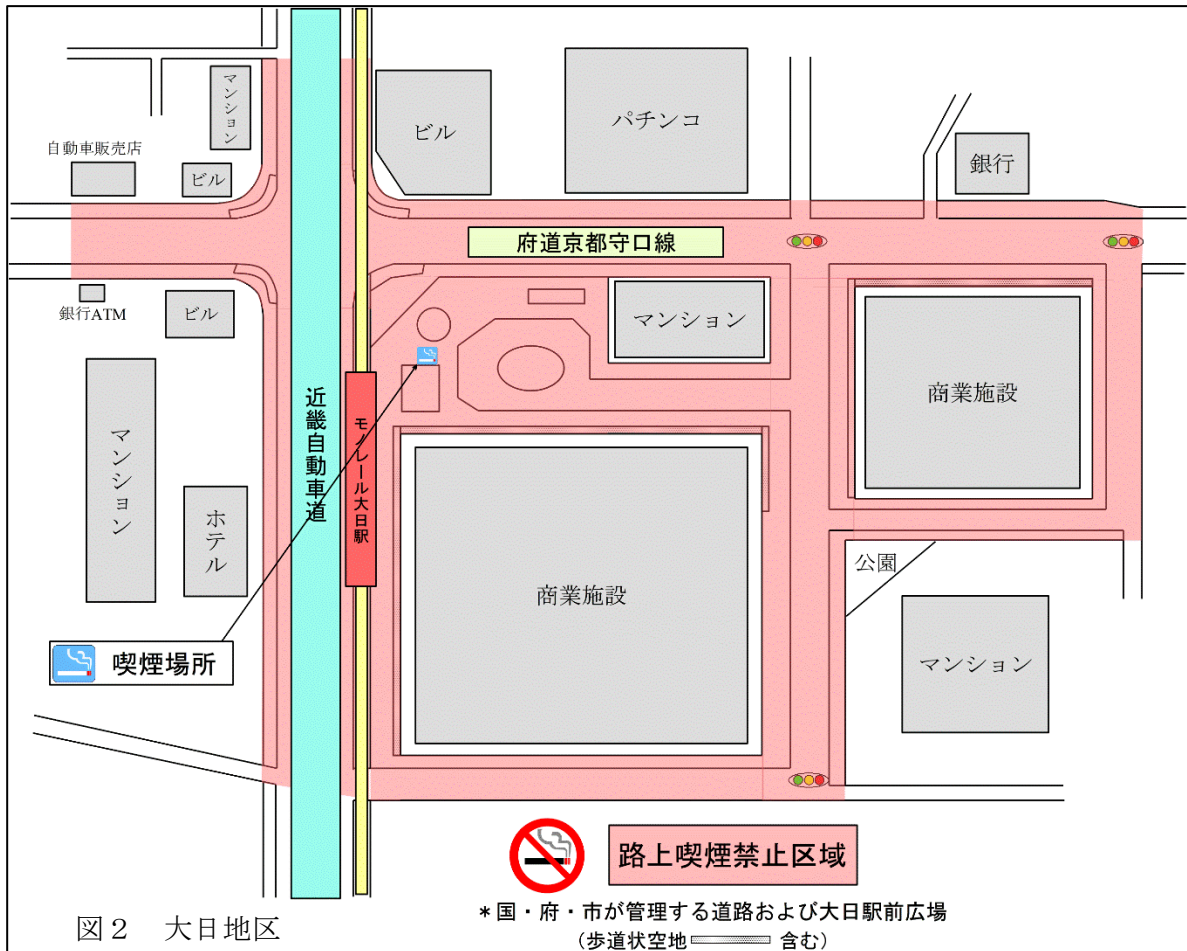 マンション
ビル
パチンコ
自動車販売店
ビル
銀行
府道京都守口線
銀行ATM
ビル
マンション
商業施設
近畿自動車道
モノレール大日駅
マンション
ホテル
商業施設
公園
マンション
喫煙場所
路上喫煙禁止区域
*国・府・市が管理する道路および大日駅前広場
(歩道状空地 含む)
図2 大日地区